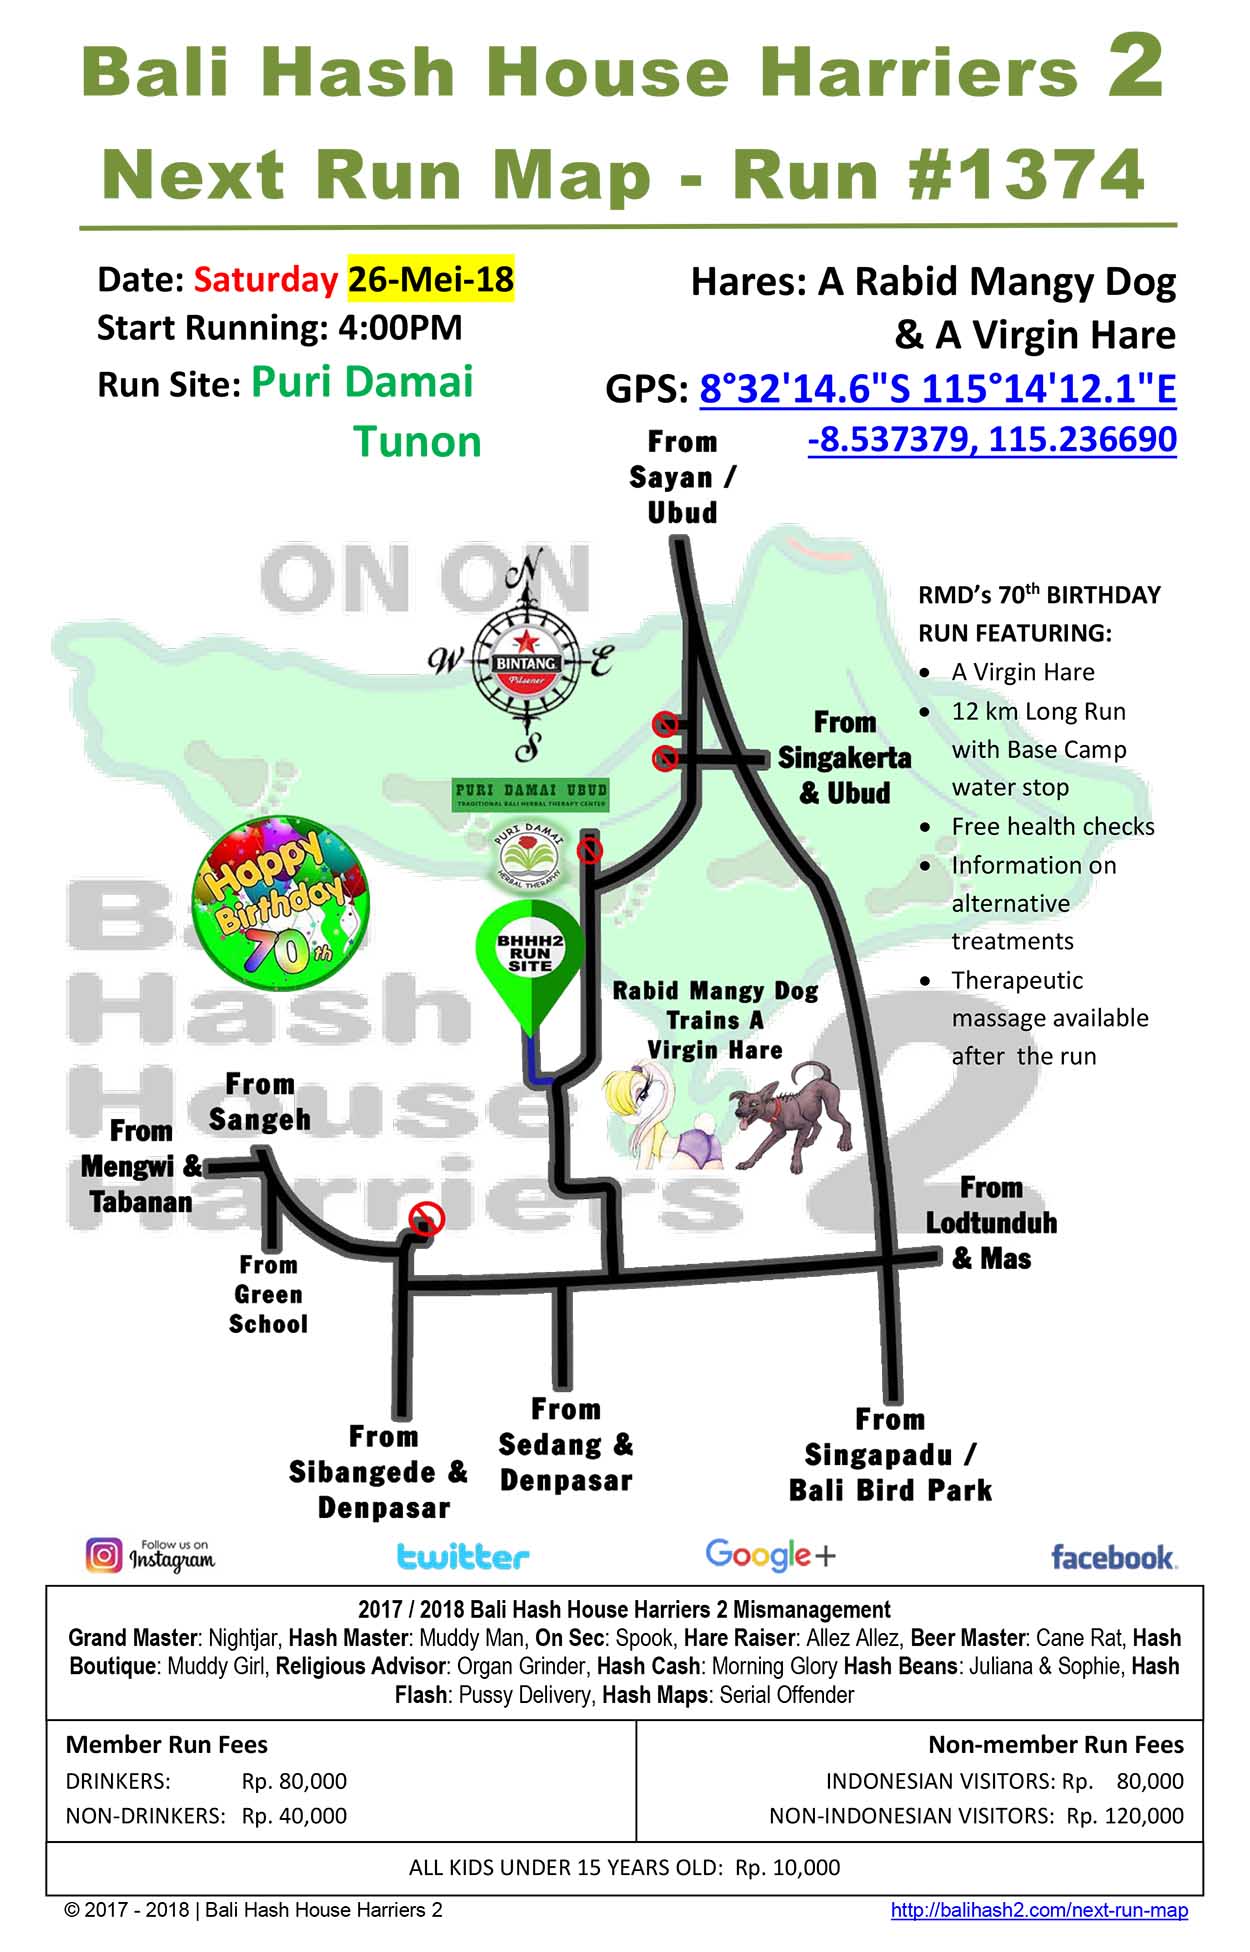 Bali Hash House Harriers 2
Next Run Map - Run #1374
Date: Saturday 26-Mei-18
Start Running: 4:00PM
Run Site: Puri Damai
Tunon
Hares: A Rabid Mangy Dog
& A Virgin Hare
GPS: 8°32'14.6"S 115°14'12.1"E
-8.537379, 115.236690
From
Sayan /
Ubud
ON ON
N
W
E
S
BINTANG
Pilsener
RMD's 70th BIRTHDAY
RUN FEATURING:
• A Virgin Hare
• 12 km Long Run
with Base Camp
water stop
• Free health checks
• Information on
alternative
treatments
• Therapeutic
massage available
after the run
From
Singakerta
& Ubud
PURI DAMAI UBUD
TRADITIONAL BALI HERBAL THERAPY CENTER
PURI DAMAI
HERBAL THERAPHY
Happy
Birthday
70th
BHHH2
RUN
SITE
Bali
Hash
House
Harriers 2
Rabid Mangy Dog
Trains A
Virgin Hare
From
Sangeh
From
Mengwi &
Tabanan
From
Green
School
From
Lodtunduh
& Mas
From
Sibangede &
Denpasar
From
Sedang &
Denpasar
From
Singapadu /
Bali Bird Park
Follow us on
Instagram
twitter
Google+
facebook.
2017 / 2018 Bali Hash House Harriers 2 Mismanagement
Grand Master: Nightjar, Hash Master: Muddy Man, On Sec: Spook, Hare Raiser: Allez Allez, Beer Master: Cane Rat, Hash
Boutique: Muddy Girl, Religious Advisor: Organ Grinder, Hash Cash: Morning Glory Hash Beans: Juliana & Sophie, Hash
Flash: Pussy Delivery, Hash Maps: Serial Offender
Member Run Fees
DRINKERS: Rp. 80,000
NON-DRINKERS: Rp. 40,000
Non-member Run Fees
INDONESIAN VISITORS: Rp. 80,000
NON-INDONESIAN VISITORS: Rp. 120,000
ALL KIDS UNDER 15 YEARS OLD: Rp. 10,000
© 2017 - 2018 | Bali Hash House Harriers 2
http://balihash2.com/next-run-map